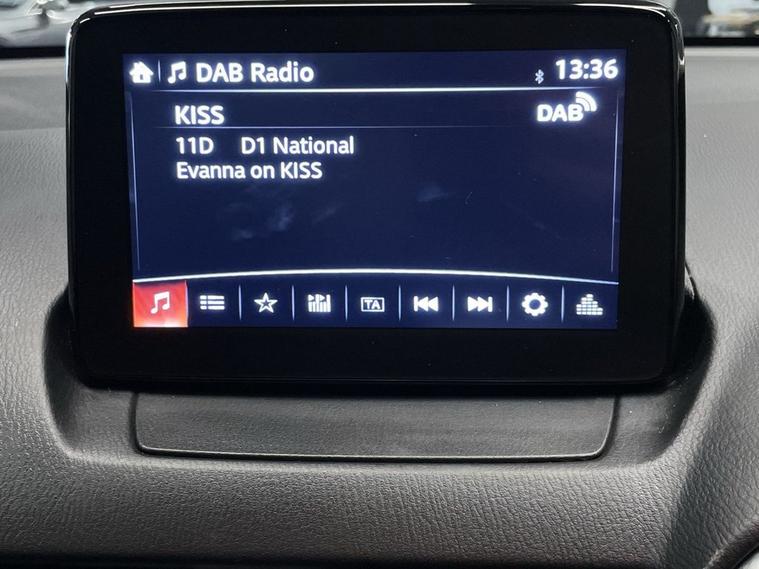 DAB Radio 13:36
KISS DAB
11D D1 National
Evanna on KISS
TA